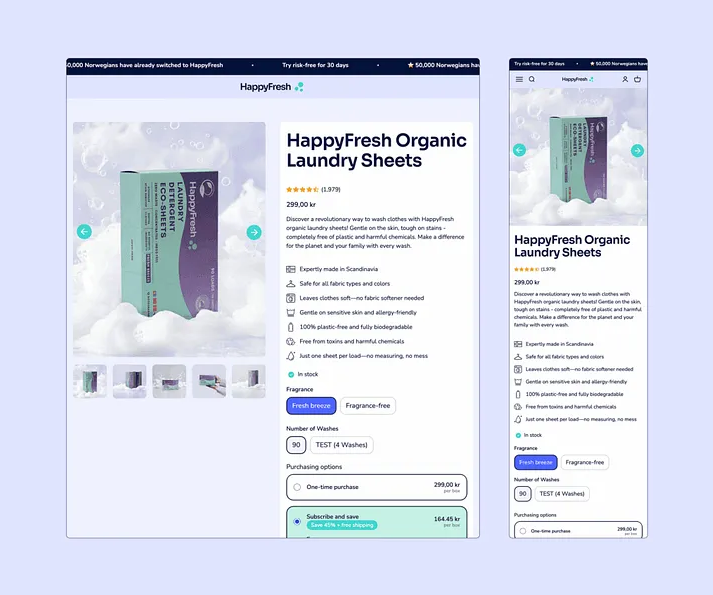 50,000 Norwegians have already switched to HappyFresh • Try risk-free for 30 days • ⭐ 50,000 Norwegians hav
HappyFresh
HappyFresh
LAUNDRY
DETERGENT
ECO-SHEETS
HappyFresh Organic
Laundry Sheets
(1,979)
299,00 kr
Discover a revolutionary way to wash clothes with HappyFresh
organic laundry sheets! Gentle on the skin, tough on stains -
completely free of plastic and harmful chemicals. Make a difference
for the planet and your family with every wash.
Expertly made in Scandinavia
Safe for all fabric types and colors
Leaves clothes soft—no fabric softener needed
Gentle on sensitive skin and allergy-friendly
100% plastic-free and fully biodegradable
Free from toxins and harmful chemicals
Just one sheet per load—no measuring, no mess
In stock
Fragrance
Fresh breeze
Fragrance-free
Number of Washes
90
TEST (4 Washes)
Purchasing options
One-time purchase
299,00 kr
per box
Subscribe and save
164.45 kr
Save 45% + free shipping
per box
Try risk-free for 30 days • ⭐ 50,000 Norwegians have
HappyFresh
HappyFresh
LAUNDRY
DETERGENT
ECO-SHEETS
HappyFresh Organic
Laundry Sheets
(1,979)
299,00 kr
Discover a revolutionary way to wash clothes with HappyFresh
organic laundry sheets! Gentle on the skin, tough on
stains - completely free of plastic and harmful
chemicals. Make a difference for the planet and your
family with every wash.
Expertly made in Scandinavia
Safe for all fabric types and colors
Leaves clothes soft—no fabric softener needed
Gentle on sensitive skin and allergy-friendly
100% plastic-free and fully biodegradable
Free from toxins and harmful chemicals
Just one sheet per load—no measuring, no mess
In stock
Fragrance
Fresh breeze
Fragrance-free
Number of Washes
90
TEST (4 Washes)
Purchasing options
One-time purchase
299,00 kr
per box